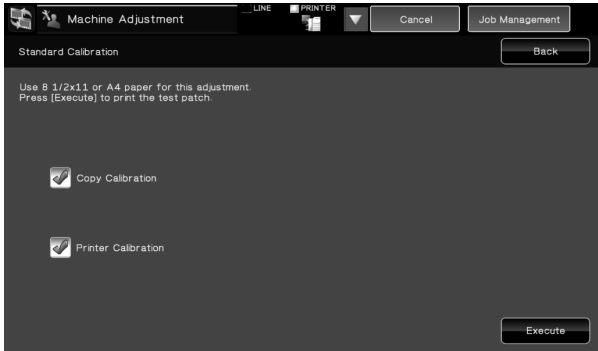 Machine Adjustment
LINE
PRINTER
Cancel
Job Management
Standard Calibration
Back
Use 8 1/2x11 or A4 paper for this adjustment.
Press [Execute] to print the test patch.
Copy Calibration
Printer Calibration
Execute